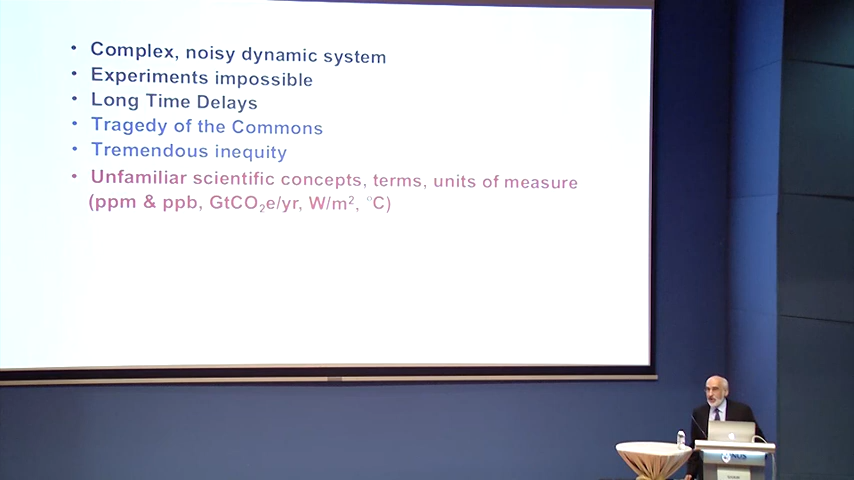 • Complex, noisy dynamic system
• Experiments impossible
• Long Time Delays
• Tragedy of the Commons
• Tremendous inequity
• Unfamiliar scientific concepts, terms, units of measure
(ppm & ppb, GtCO₂e/yr, W/m², °C)
NUS